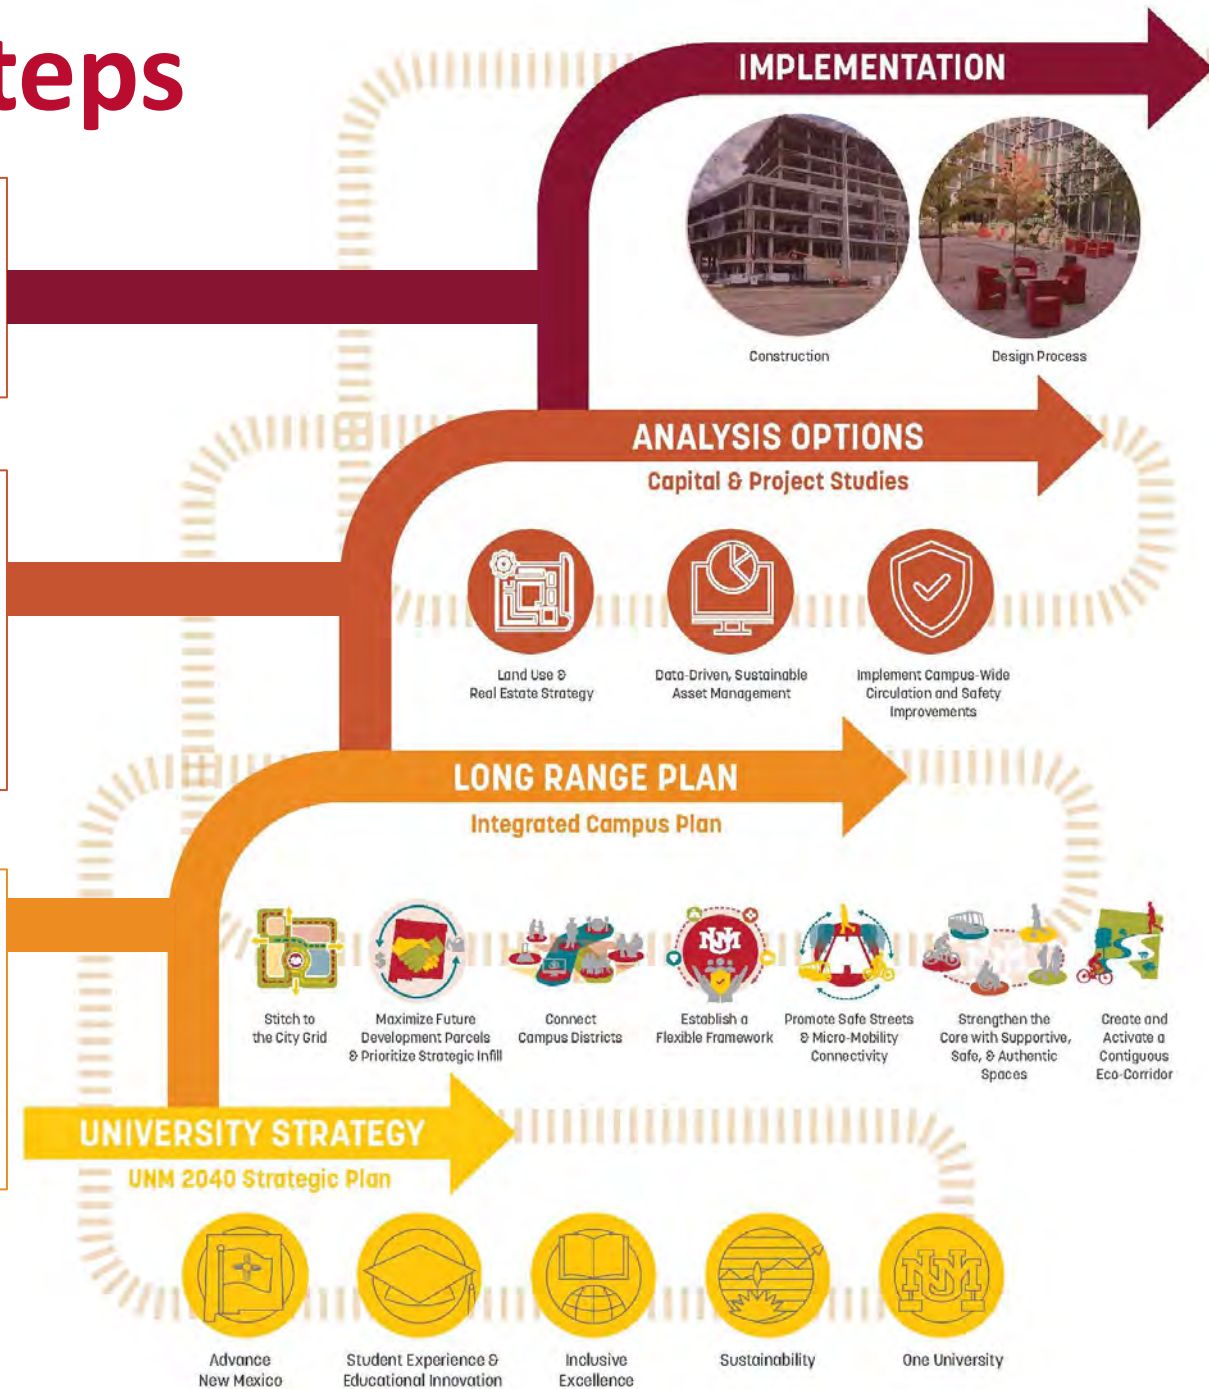 teps
IMPLEMENTATION
Construction
Design Process
ANALYSIS OPTIONS
Capital & Project Studies
Land Use &
Real Estate Strategy
Data-Driven, Sustainable
Asset Management
Implement Campus-Wide
Circulation and Safety
Improvements
LONG RANGE PLAN
Integrated Campus Plan
NM
Stitch to
the City Grid
Maximize Future
Development Parcels
& Prioritize Strategic Infill
Connect
Campus Districts
Establish a
Flexible Framework
Promote Safe Streets
& Micro-Mobility
Connectivity
Strengthen the
Core with Supportive,
Safe, & Authentic
Spaces
Create and
Activate a
Contiguous
Eco-Corridor
UNIVERSITY STRATEGY
UNM 2040 Strategic Plan
NM
Advance
New Mexico
Student Experience &
Educational Innovation
Inclusive
Excellence
Sustainability
One University